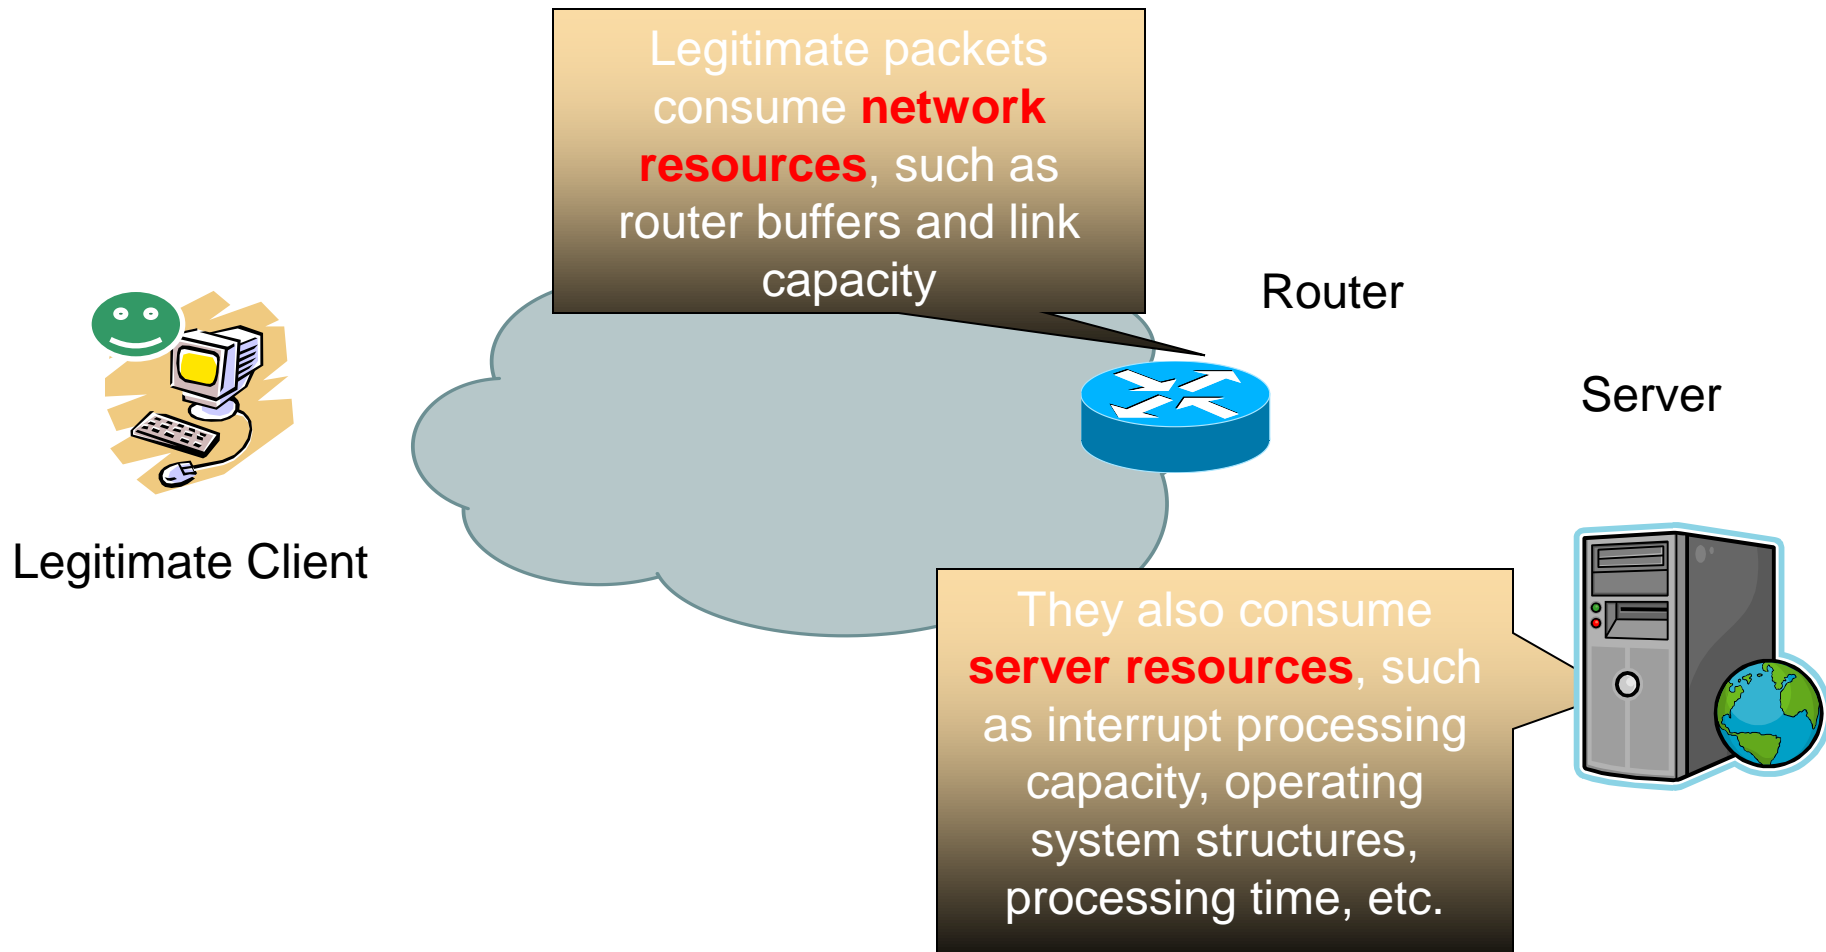 Legitimate packets
consume network
resources, such as
router buffers and link
capacity
Router
Server
Legitimate Client
They also consume
server resources, such
as interrupt processing
capacity, operating
system structures,
processing time, etc.